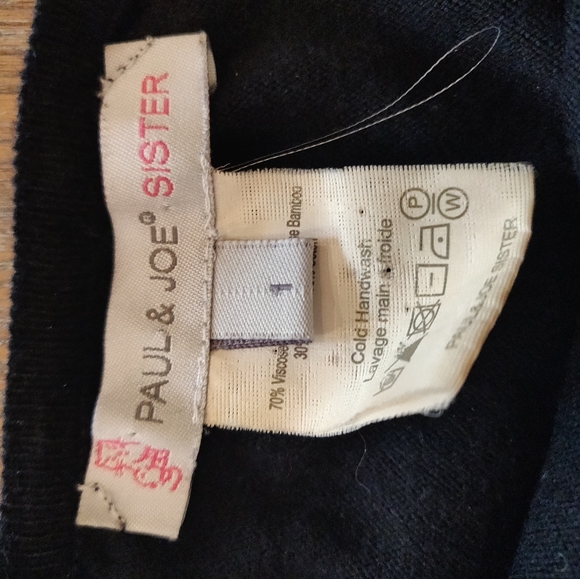 PAUL & JOE® SISTER
1
70% Viscose
Bamboo
30
Cold Handwash
Lavage main froide
P W
PAUL&JOE SISTER